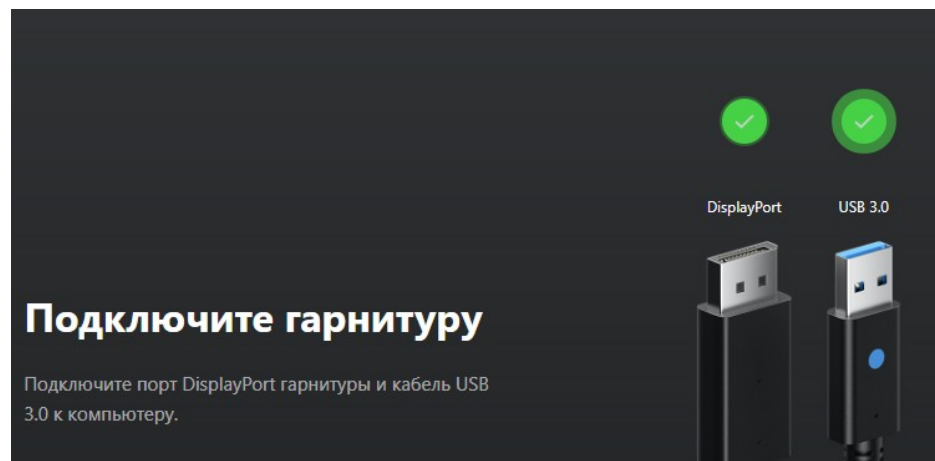 DisplayPort USB 3.0
Подключите гарнитуру
Подключите порт DisplayPort гарнитуры и кабель USB
3.0 к компьютеру.